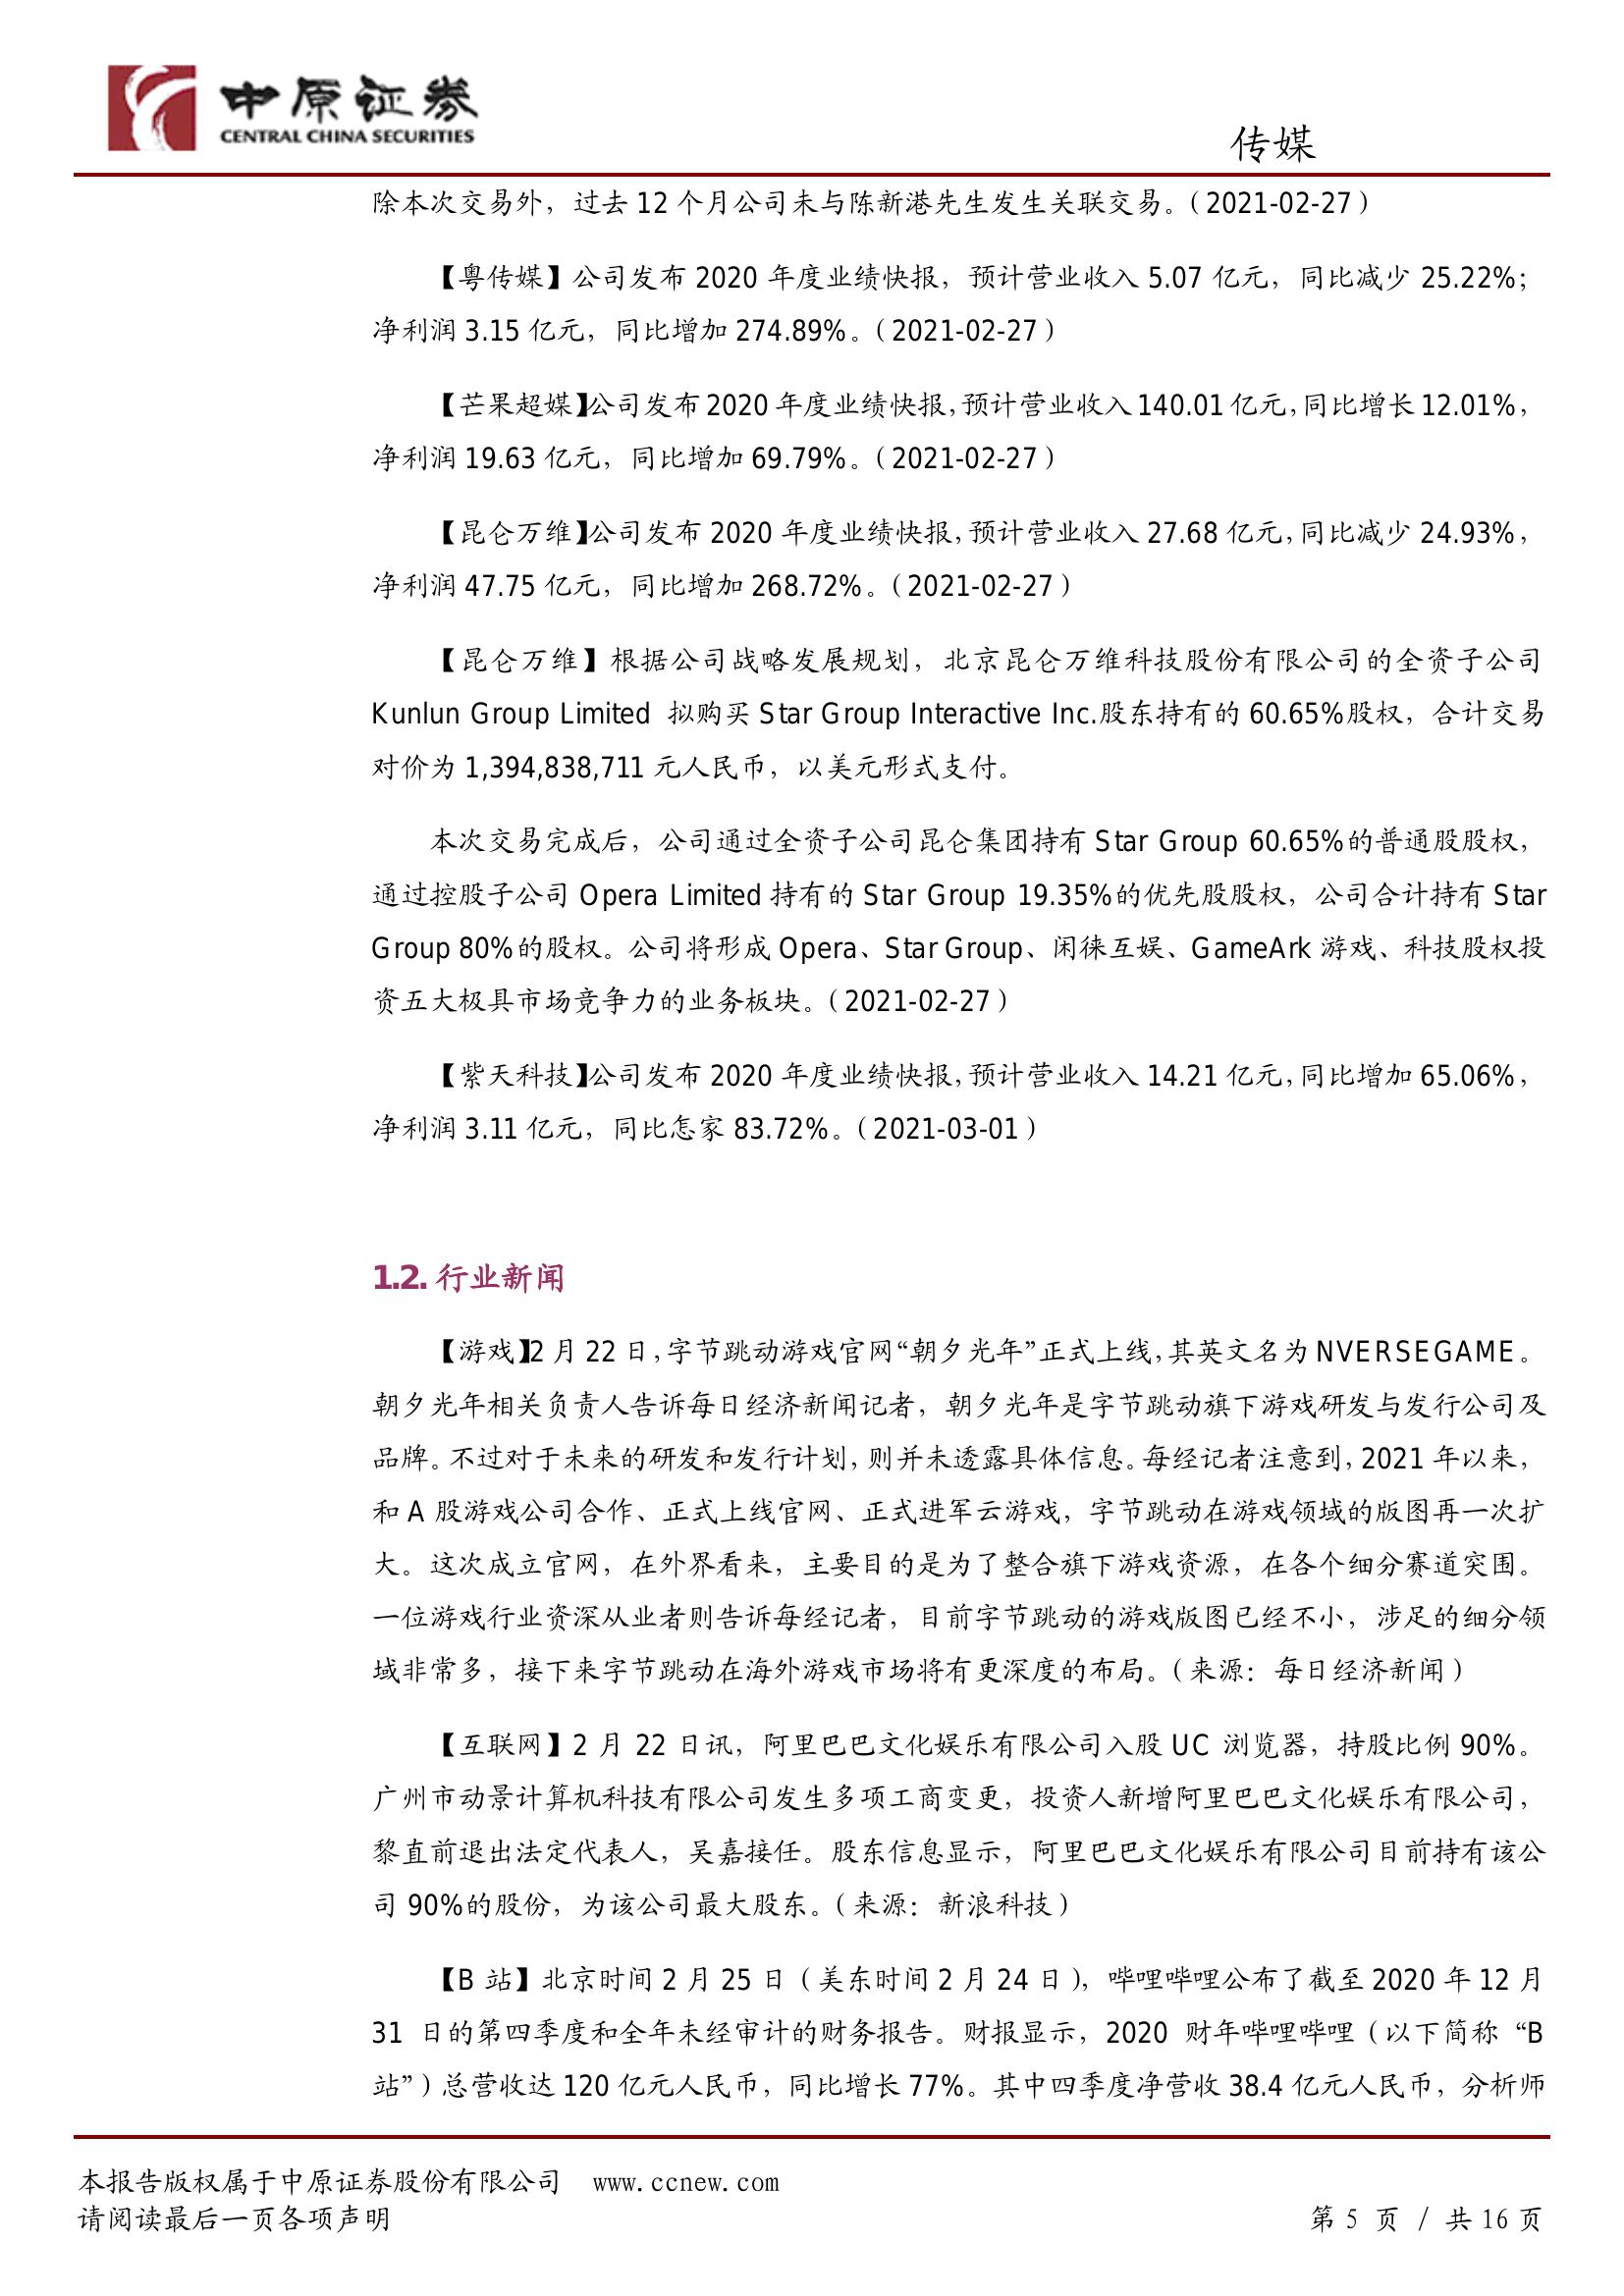 中原证券
CENTRAL CHINA SECURITIES
传媒
除本次交易外，过去 12 个月公司未与陈新港先生发生关联交易。（2021-02-27）
【粤传媒】公司发布 2020 年度业绩快报，预计营业收入 5.07 亿元，同比减少 25.22%；
净利润 3.15 亿元，同比增加 274.89%。（2021-02-27）
【芒果超媒】公司发布 2020 年度业绩快报，预计营业收入 140.01 亿元，同比增长 12.01%，
净利润 19.63 亿元，同比增加 69.79%。（2021-02-27）
【昆仑万维】公司发布 2020 年度业绩快报，预计营业收入 27.68 亿元，同比减少 24.93%，
净利润 47.75 亿元，同比增加 268.72%。（2021-02-27）
【昆仑万维】根据公司战略发展规划，北京昆仑万维科技股份有限公司的全资子公司
Kunlun Group Limited 拟购买 Star Group Interactive Inc.股东持有的 60.65%股权，合计交易
对价为 1,394,838,711 元人民币，以美元形式支付。
本次交易完成后，公司通过全资子公司昆仑集团持有 Star Group 60.65%的普通股股权，
通过控股子公司 Opera Limited 持有的 Star Group 19.35%的优先股股权，公司合计持有 Star
Group 80%的股权。公司将形成 Opera、Star Group、闲徕互娱、GameArk 游戏、科技股权投
资五大极具市场竞争力的业务板块。（2021-02-27）
【紫天科技】公司发布 2020 年度业绩快报，预计营业收入 14.21 亿元，同比增加 65.06%，
净利润 3.11 亿元，同比怎家 83.72%。（2021-03-01）
1.2. 行业新闻
【游戏】2 月 22 日，字节跳动游戏官网“朝夕光年”正式上线，其英文名为 NVERSEGAME。
朝夕光年相关负责人告诉每日经济新闻记者，朝夕光年是字节跳动旗下游戏研发与发行公司及
品牌。不过对于未来的研发和发行计划，则并未透露具体信息。每经记者注意到，2021 年以来，
和 A 股游戏公司合作、正式上线官网、正式进军云游戏，字节跳动在游戏领域的版图再一次扩
大。这次成立官网，在外界看来，主要目的是为了整合旗下游戏资源，在各个细分赛道突围。
一位游戏行业资深从业者则告诉每经记者，目前字节跳动的游戏版图已经不小，涉足的细分领
域非常多，接下来字节跳动在海外游戏市场将有更深度的布局。（来源：每日经济新闻）
【互联网】2 月 22 日讯，阿里巴巴文化娱乐有限公司入股 UC 浏览器，持股比例 90%。
广州市动景计算机科技有限公司发生多项工商变更，投资人新增阿里巴巴文化娱乐有限公司，
黎直前退出法定代表人，吴嘉接任。股东信息显示，阿里巴巴文化娱乐有限公司目前持有该公
司 90%的股份，为该公司最大股东。（来源：新浪科技）
【B 站】北京时间 2 月 25 日（美东时间 2 月 24 日），哔哩哔哩公布了截至 2020 年 12 月
31 日的第四季度和全年未经审计的财务报告。财报显示，2020 财年哔哩哔哩（以下简称“B
站”）总营收达 120 亿元人民币，同比增长 77%。其中四季度净营收 38.4 亿元人民币，分析师
本报告版权属于中原证券股份有限公司 www.ccnew.com
请阅读最后一页各项声明
第 5 页 / 共 16 页